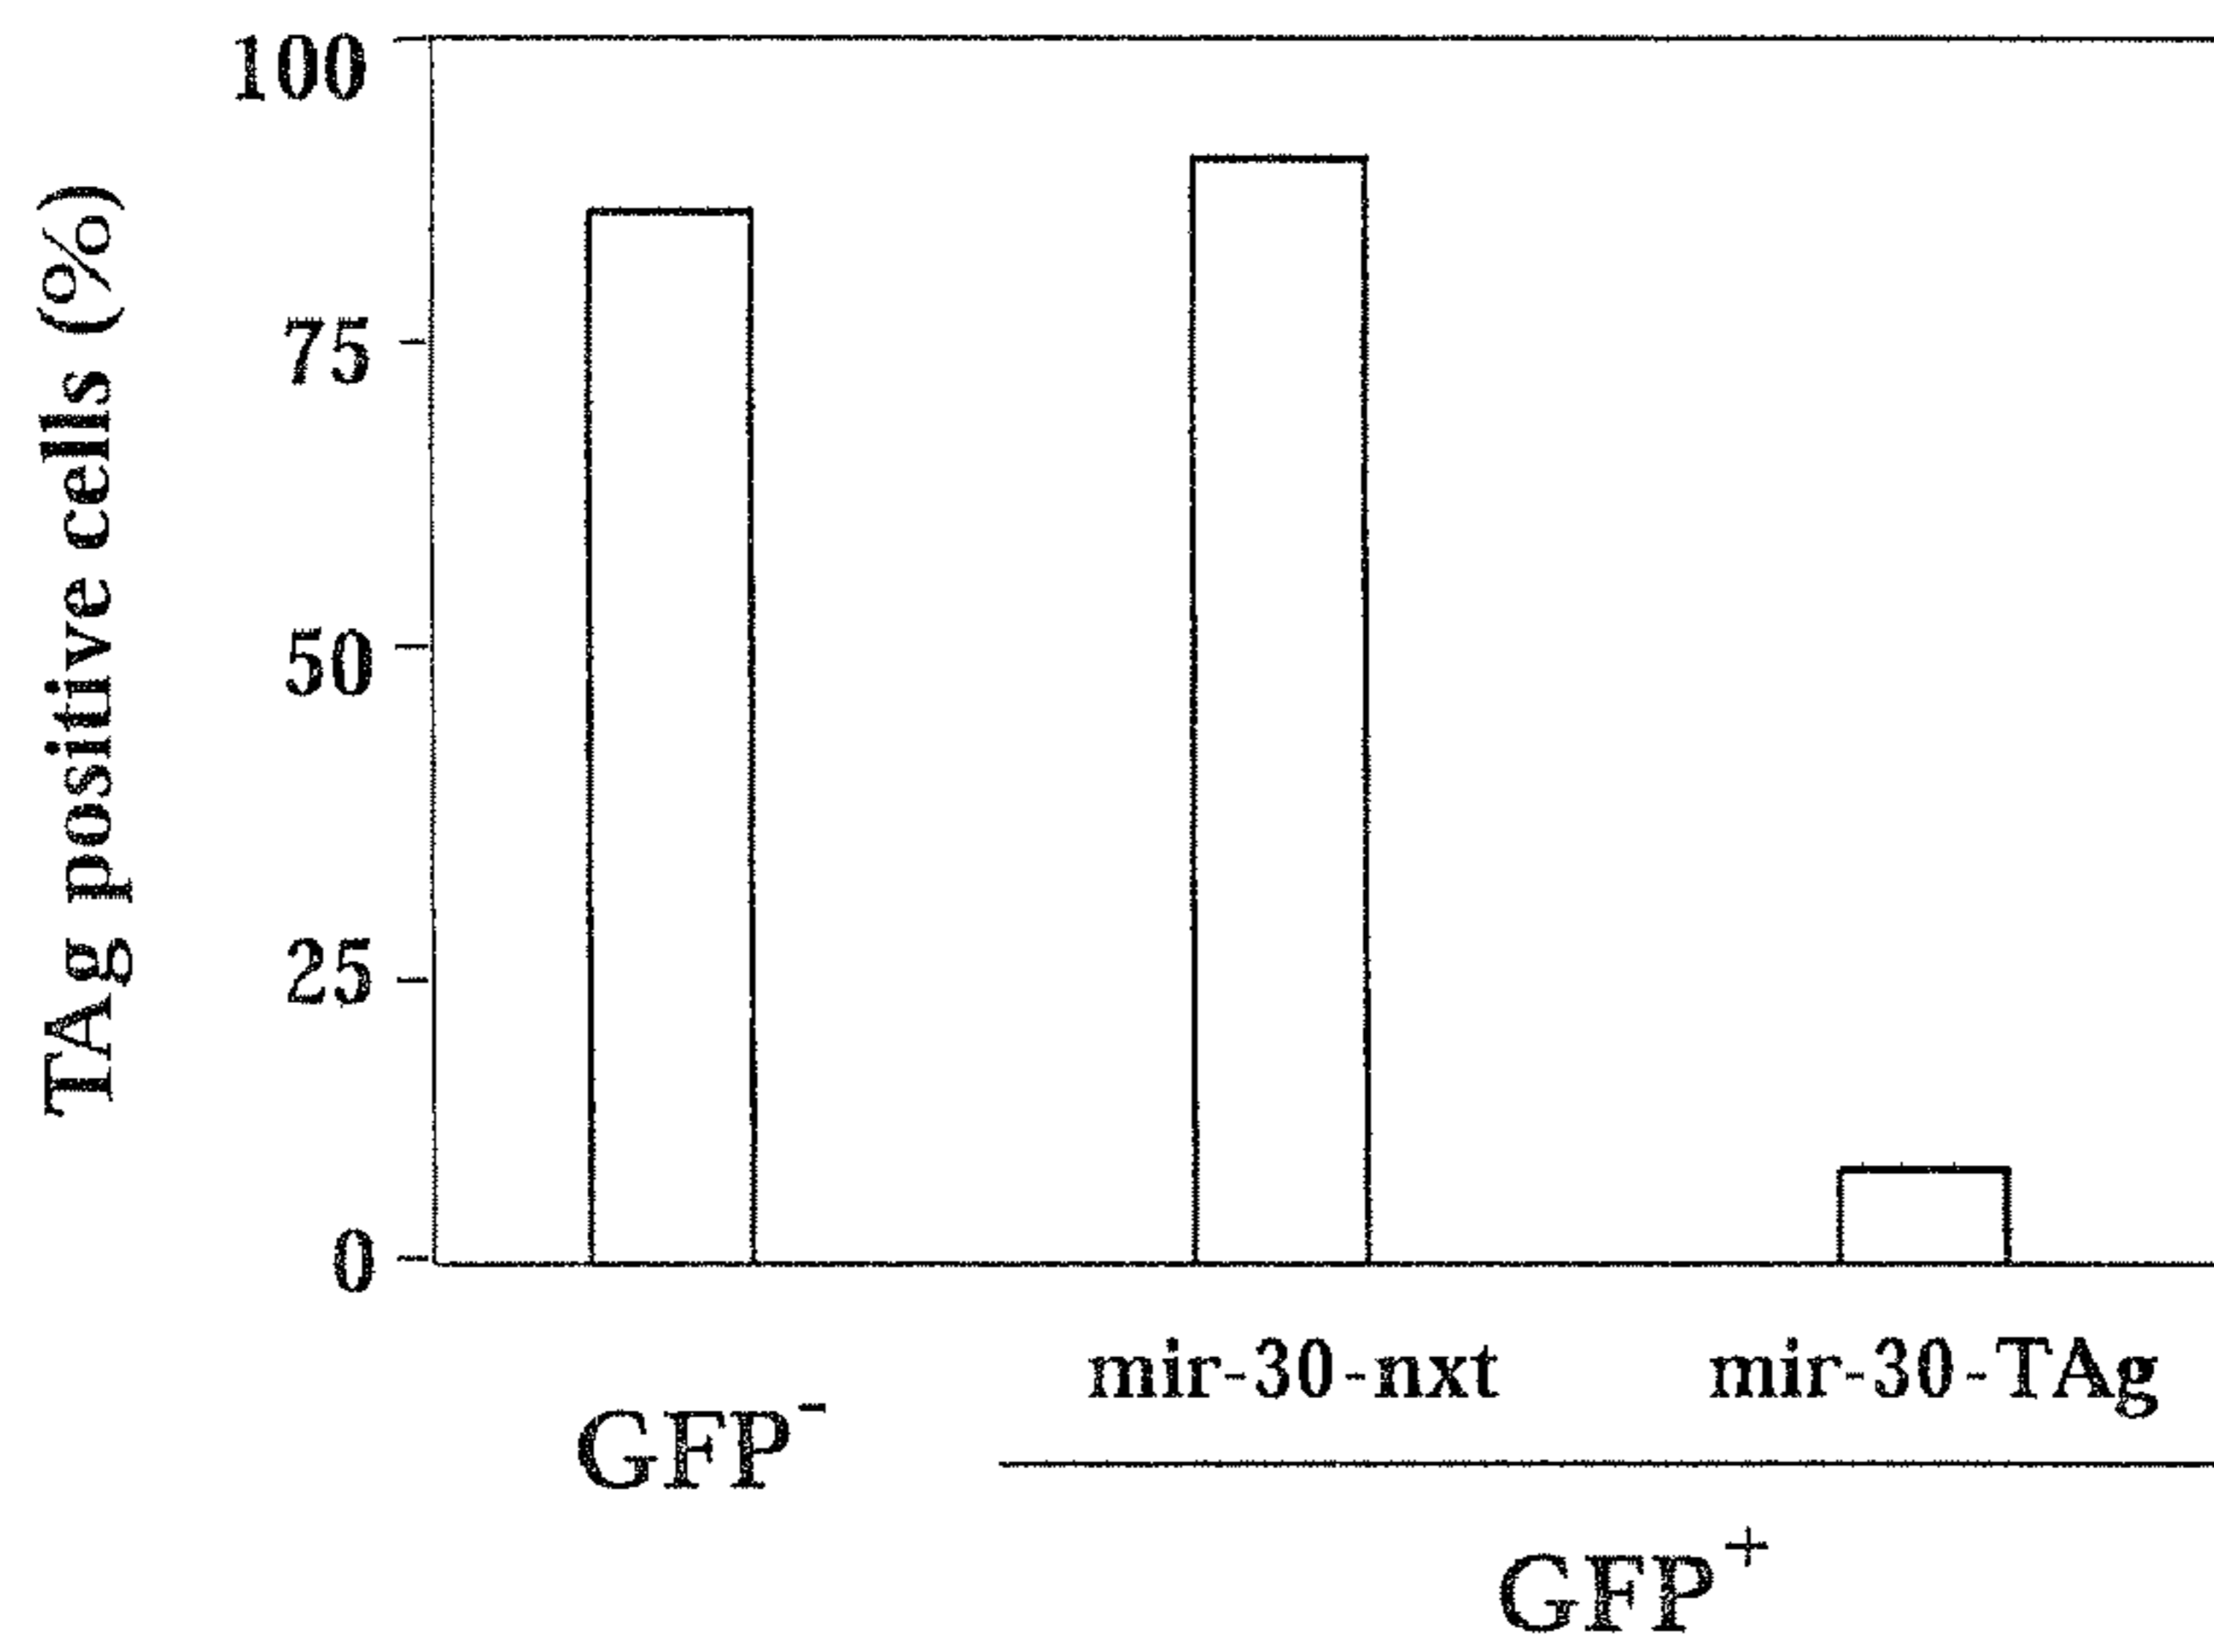 TAg positive cells (%)
100
75
50
25
0
mir-30-nxt mir-30-TAg
GFP⁻
GFP⁺